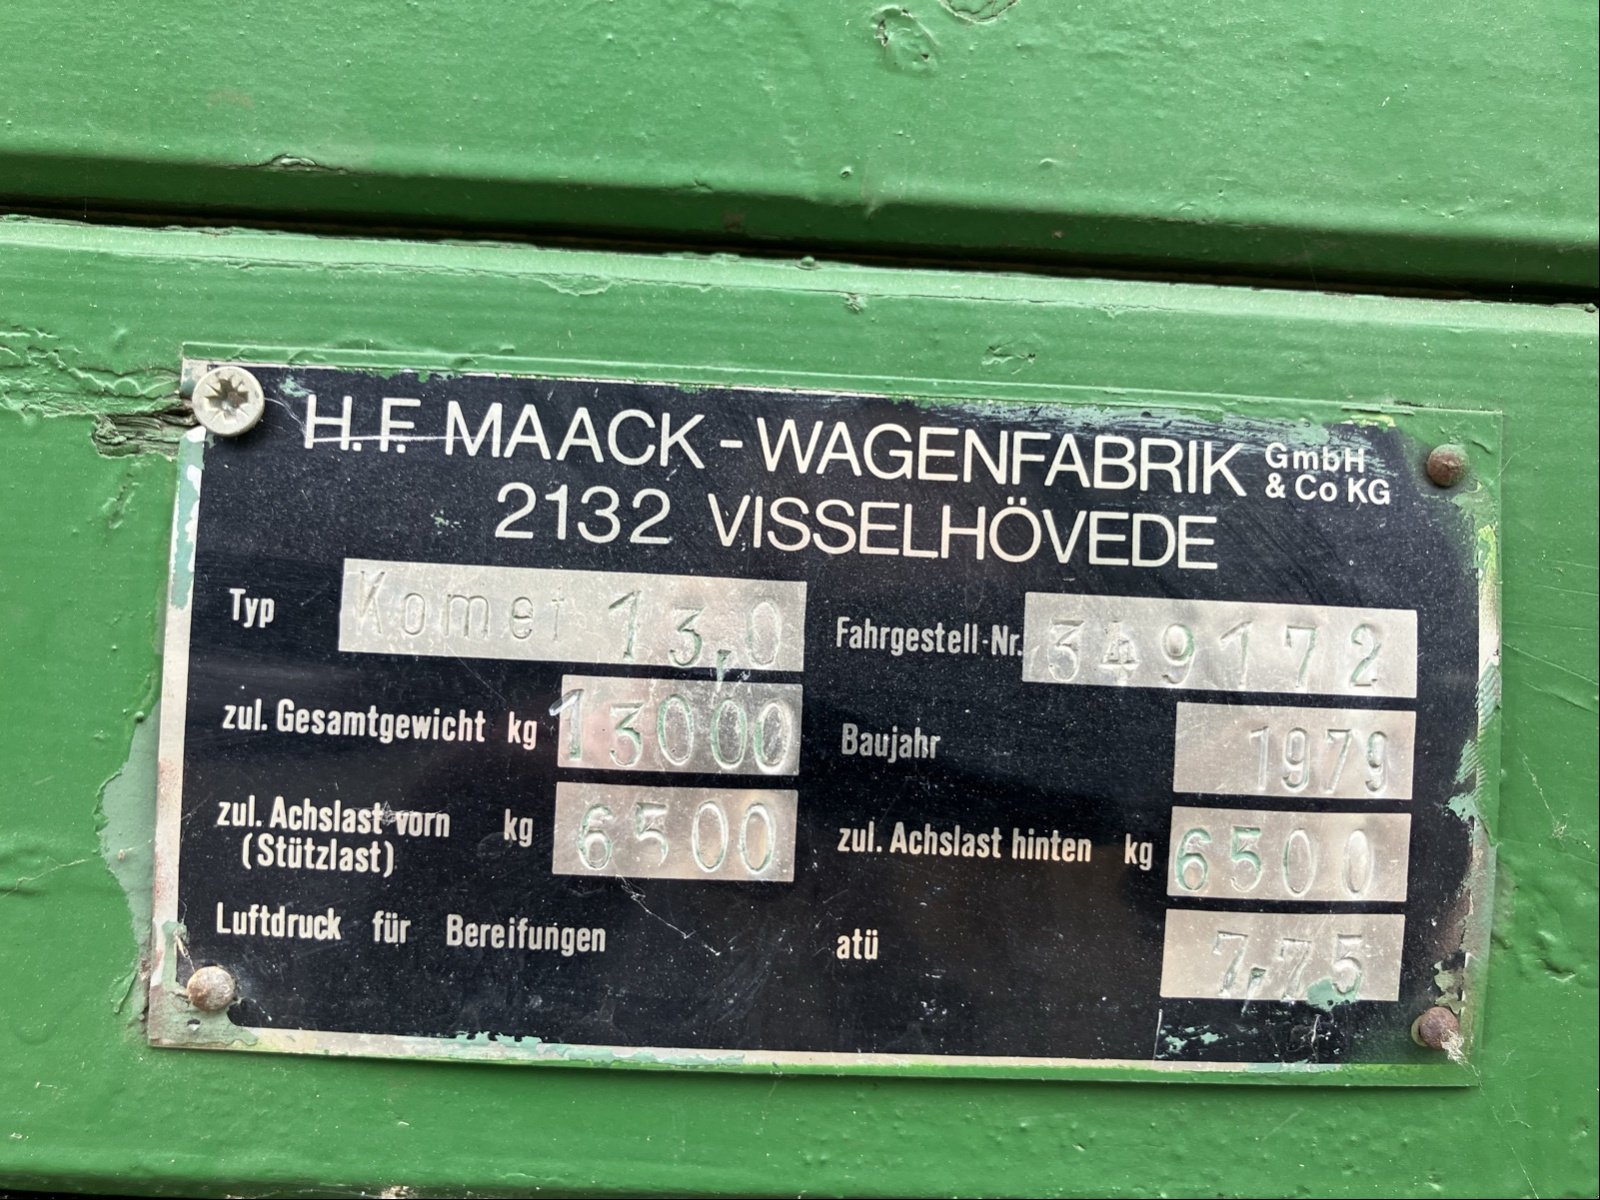 H.F. MAACK-WAGENFABRIK GmbH & Co KG
2132 VISSELHÖVEDE
Typ Komet 13,0 Fahrgestell-Nr. 349172
zul. Gesamtgewicht kg 13000 Baujahr 1979
zul. Achslast vorn kg 6500 zul. Achslast hinten kg 6500
(Stützlast)
Luftdruck für Bereifungen atü 7,75